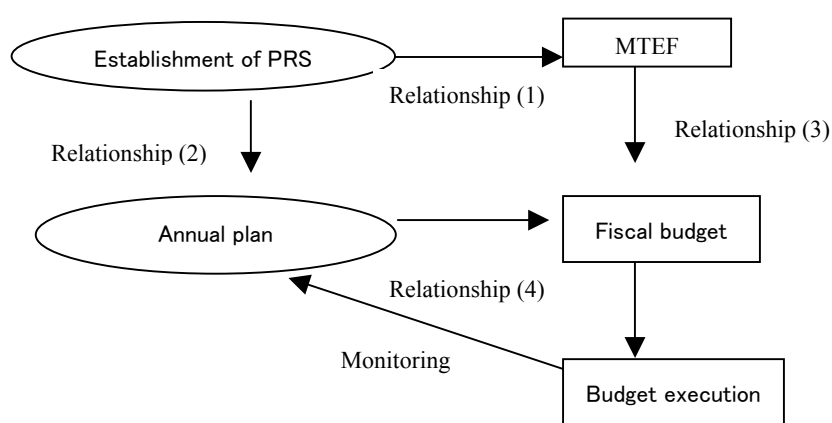 Establishment of PRS
MTEF
Relationship (1)
Relationship (2)
Relationship (3)
Annual plan
Fiscal budget
Relationship (4)
Monitoring
Budget execution